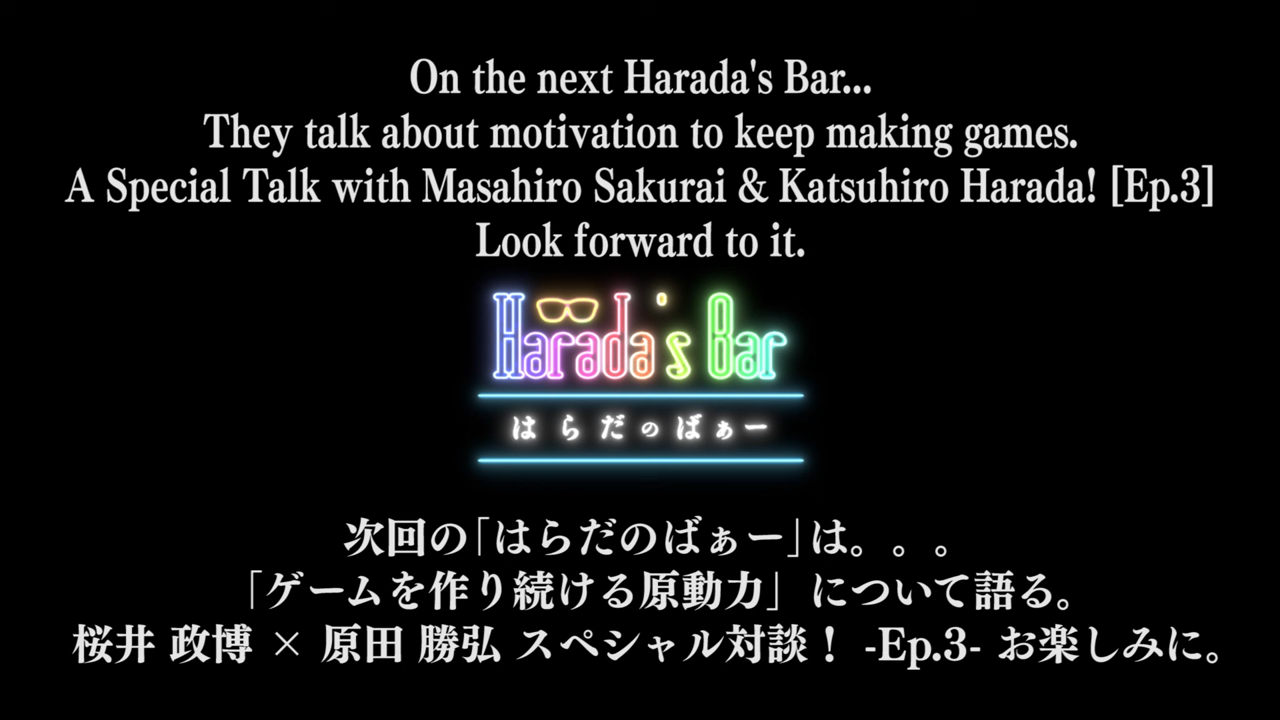 On the next Harada's Bar...
They talk about motivation to keep making games.
A Special Talk with Masahiro Sakurai & Katsuhiro Harada! [Ep.3]
Look forward to it.
Harada's Bar
はらだのばぁー
次回の「はらだのばぁー」は。。。
「ゲームを作り続ける原動力」 について語る。
桜井 政博 × 原田 勝弘 スペシャル対談！ -Ep.3- お楽しみに。